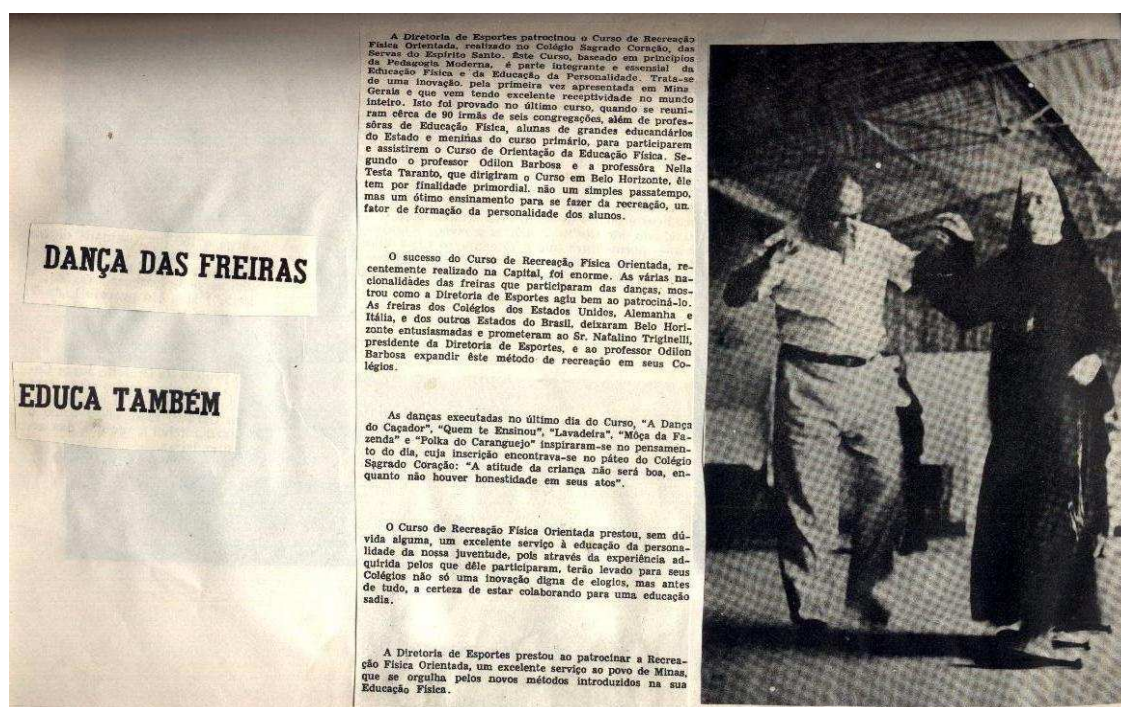 DANÇA DAS FREIRAS
EDUCA TAMBÉM
A Diretoria de Esportes patrocinou o Curso de Recreação
Física Orientada, realizado no Colégio Sagrado Coração, das
Servas do Espírito Santo. Êste Curso, baseado em princípios
da Pedagogia Moderna, é parte integrante e essencial da
Educação Física e da Educação da Personalidade. Trata-se
de uma inovação. pela primeira vez apresentada em Mina
Gerais e que vem tendo excelente receptividade no mundo
inteiro. Isto foi provado no último curso, quando se reuni-
ram cêrca de 90 irmãs de seis congregações, além de profes-
sôras de Educação Física, alunas de grandes educandários
do Estado e meninas do curso primário, para participarem
e assistirem o Curso de Orientação da Educação Física. Se-
gundo o professor Odilon Barbosa e a professôra Nella
Testa Taranto, que dirigiram o Curso em Belo Horizonte, êle
tem por finalidade primordial. não um simples passatempo,
mas um ótimo ensinamento para se fazer da recreação, um
fator de formação da personalidade dos alunos.
O sucesso do Curso de Recreação Física Orientada, re-
centemente realizado na Capital, foi enorme. As várias na-
cionalidades das freiras que participaram das danças, mos-
trou como a Diretoria de Esportes agiu bem ao patrociná-lo.
As freiras dos Colégios dos Estados Unidos, Alemanha e
Itália, e dos outros Estados do Brasil, deixaram Belo Hori-
zonte entusiasmadas e prometeram ao Sr. Natalino Triginelli,
presidente da Diretoria de Esportes, e ao professor Odilon
Barbosa expandir êste método de recreação em seus Co-
légios.
As danças executadas no último dia do Curso, “A Dança
do Caçador”, “Quem te Ensinou”, “Lavadeira”, “Môça da Fa-
zenda” e “Polka do Caranguejo” inspiraram-se no pensamen-
to do dia, cuja inscrição encontrava-se no páteo do Colégio
Sagrado Coração: “A atitude da criança não será boa, en-
quanto não houver honestidade em seus atos”.
O Curso de Recreação Física Orientada prestou, sem dú-
vida alguma, um excelente serviço à educação da persona-
lidade da nossa juventude, pois através da experiência ad-
quirida pelos que dêle participaram, terão levado para seus
Colégios não só uma inovação digna de elogios, mas antes
de tudo, a certeza de estar colaborando para uma educação
sadia.
A Diretoria de Esportes prestou ao patrocinar a Recrea-
ção Física Orientada, um excelente serviço ao povo de Minas,
que se orgulha pelos novos métodos introduzidos na sua
Educação Física.